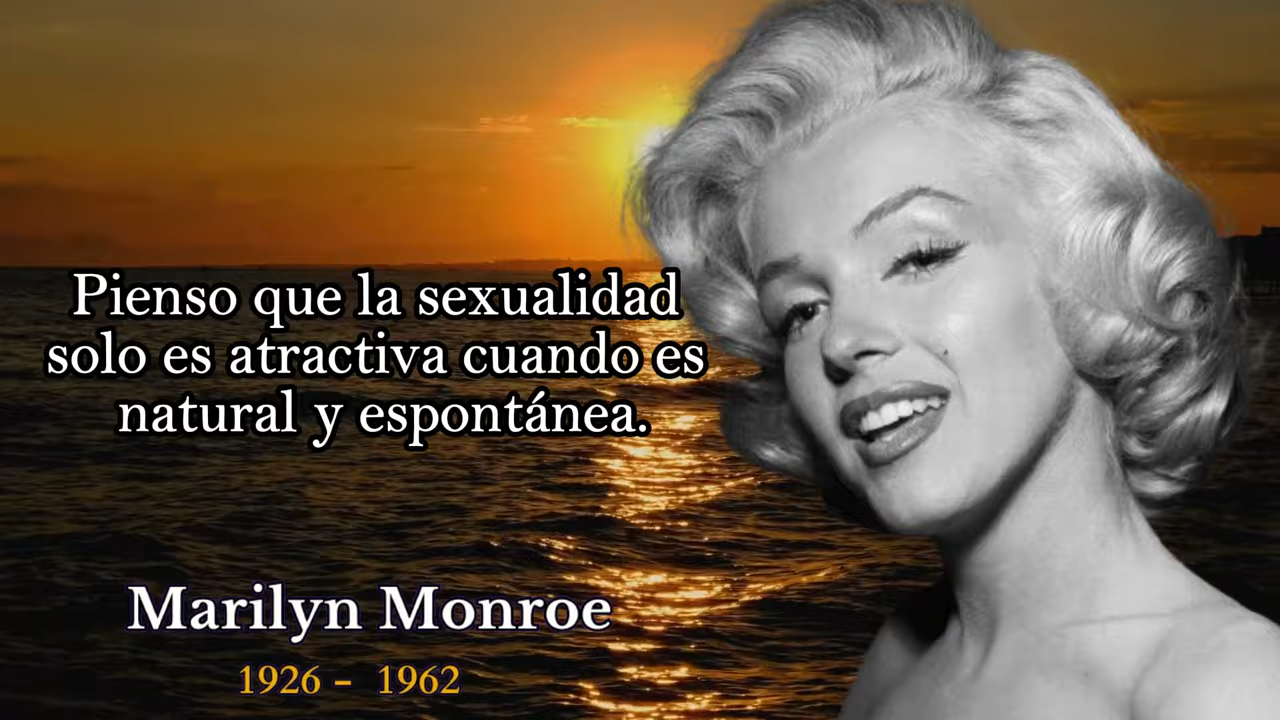 Pienso que la sexualidad
solo es atractiva cuando es
natural y espontánea.
Marilyn Monroe
1926 - 1962